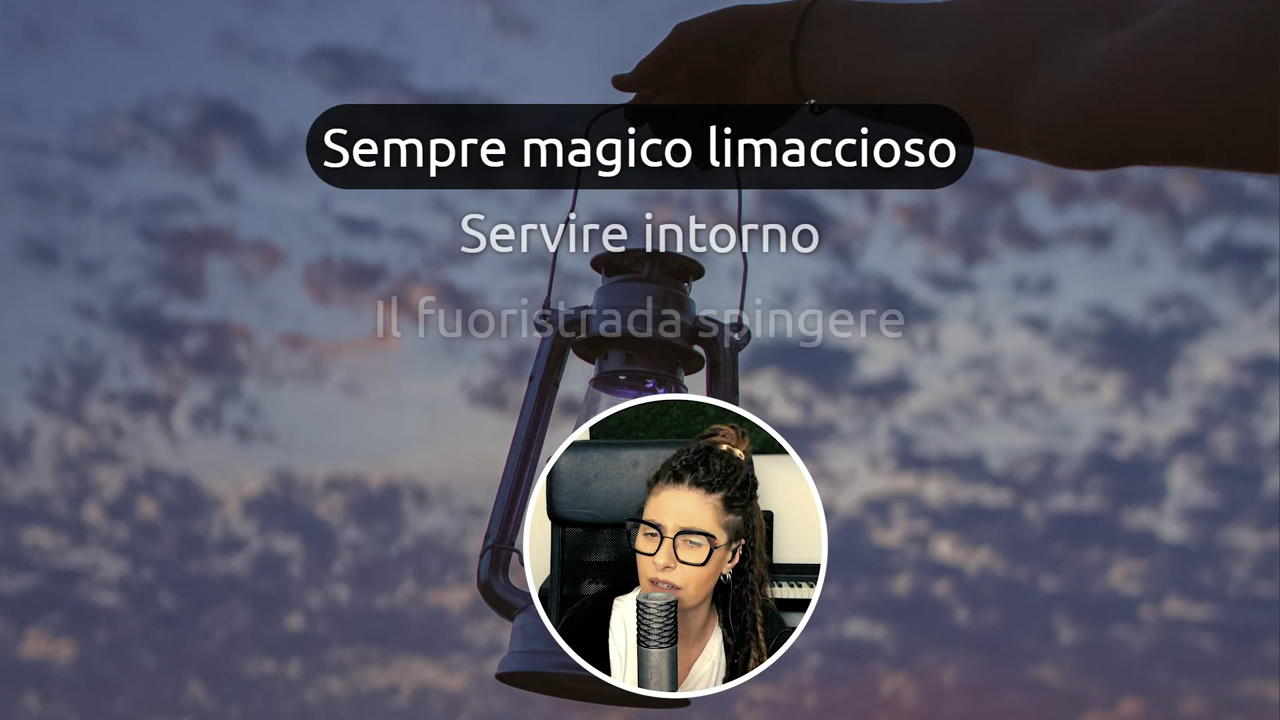 Sempre magico limaccioso
Servire intorno
Il fuoristrada spingere